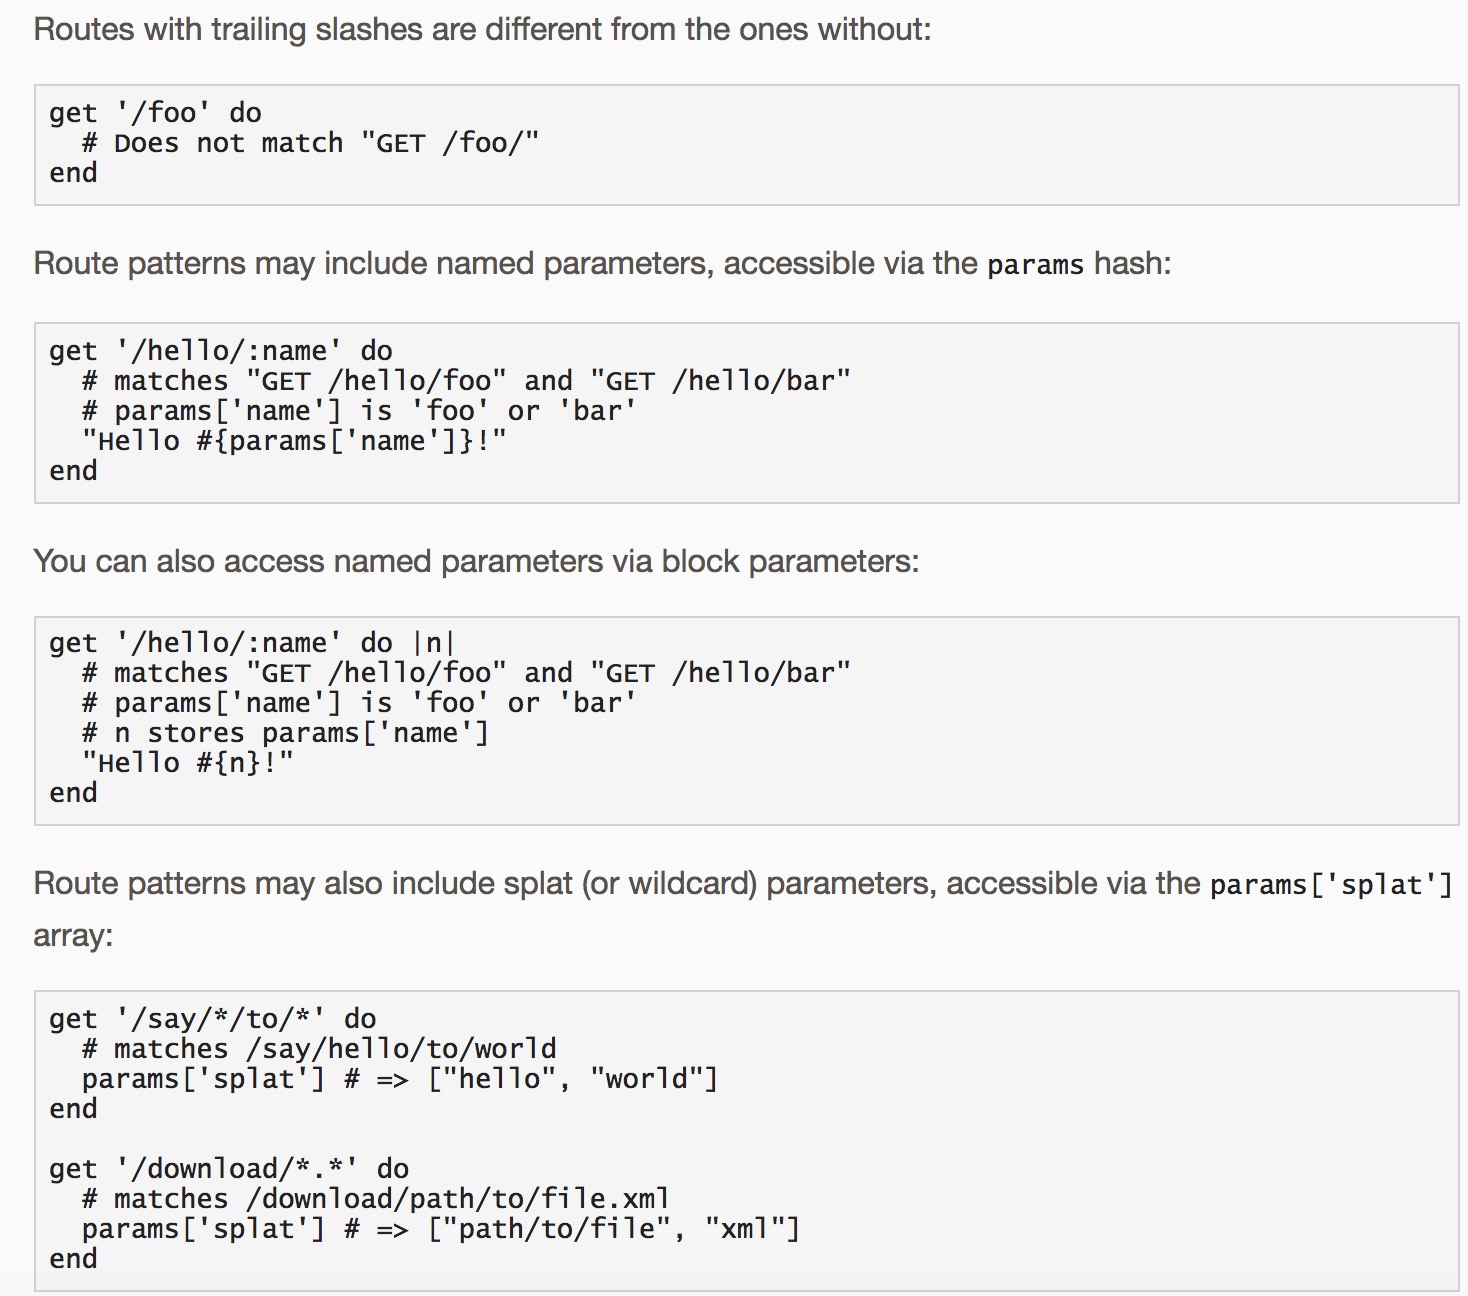 Routes with trailing slashes are different from the ones without:
get '/foo' do
  # Does not match "GET /foo/"
end
Route patterns may include named parameters, accessible via the params hash:
get '/hello/:name' do
  # matches "GET /hello/foo" and "GET /hello/bar"
  # params['name'] is 'foo' or 'bar'
  "Hello #{params['name']}!"
end
You can also access named parameters via block parameters:
get '/hello/:name' do |n|
  # matches "GET /hello/foo" and "GET /hello/bar"
  # params['name'] is 'foo' or 'bar'
  # n stores params['name']
  "Hello #{n}!"
end
Route patterns may also include splat (or wildcard) parameters, accessible via the params['splat']
array:
get '/say/*/to/*' do
  # matches /say/hello/to/world
  params['splat'] # => ["hello", "world"]
end
get '/download/*.*' do
  # matches /download/path/to/file.xml
  params['splat'] # => ["path/to/file", "xml"]
end